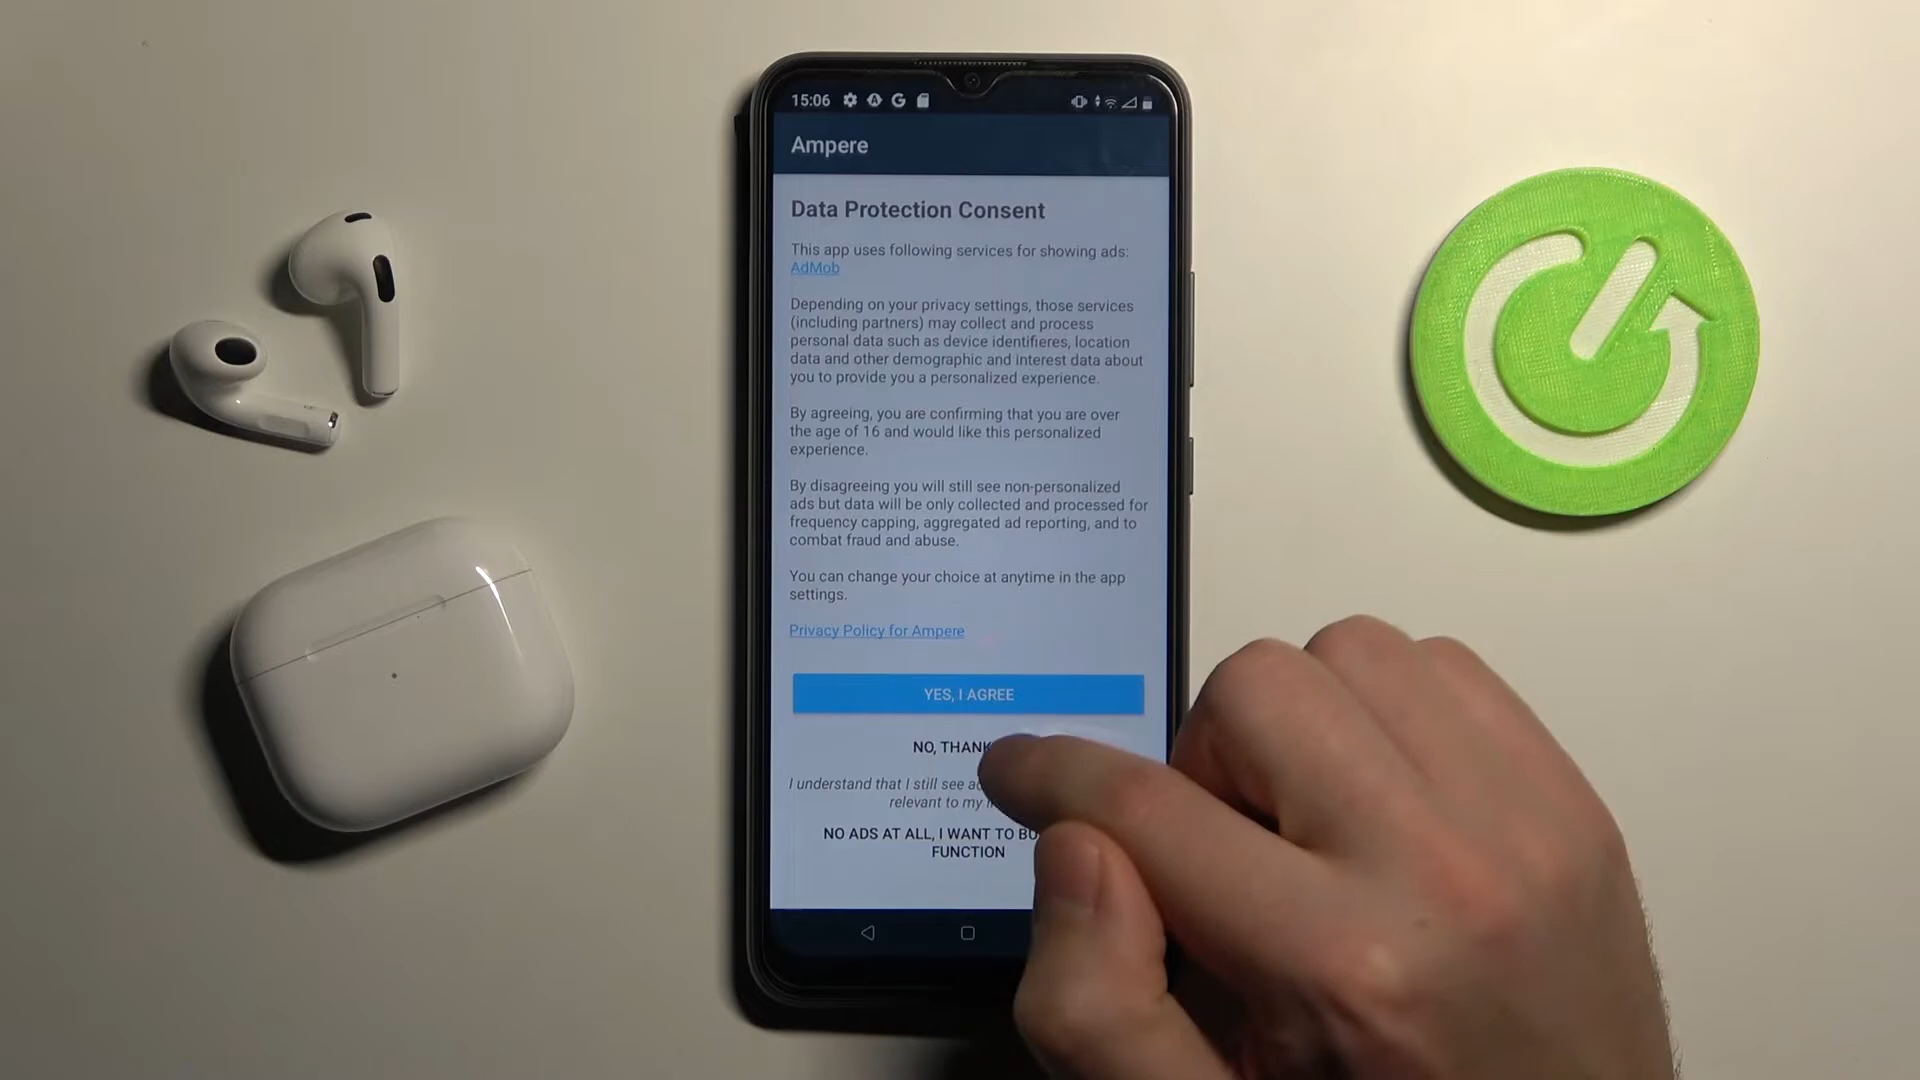 15:06
Ampere
Data Protection Consent
This app uses following services for showing ads:
AdMob
Depending on your privacy settings, those services
(including partners) may collect and process
personal data such as device identifieres, location
data and other demographic and interest data about
you to provide you a personalized experience.
By agreeing, you are confirming that you are over
the age of 16 and would like this personalized
experience.
By disagreeing you will still see non-personalized
ads but data will be only collected and processed for
frequency capping, aggregated ad reporting, and to
combat fraud and abuse.
You can change your choice at anytime in the app
settings.
Privacy Policy for Ampere
YES, I AGREE
NO, THANK
I understand that I still see
relevant to my
NO ADS AT ALL, I WANT TO
FUNCTION